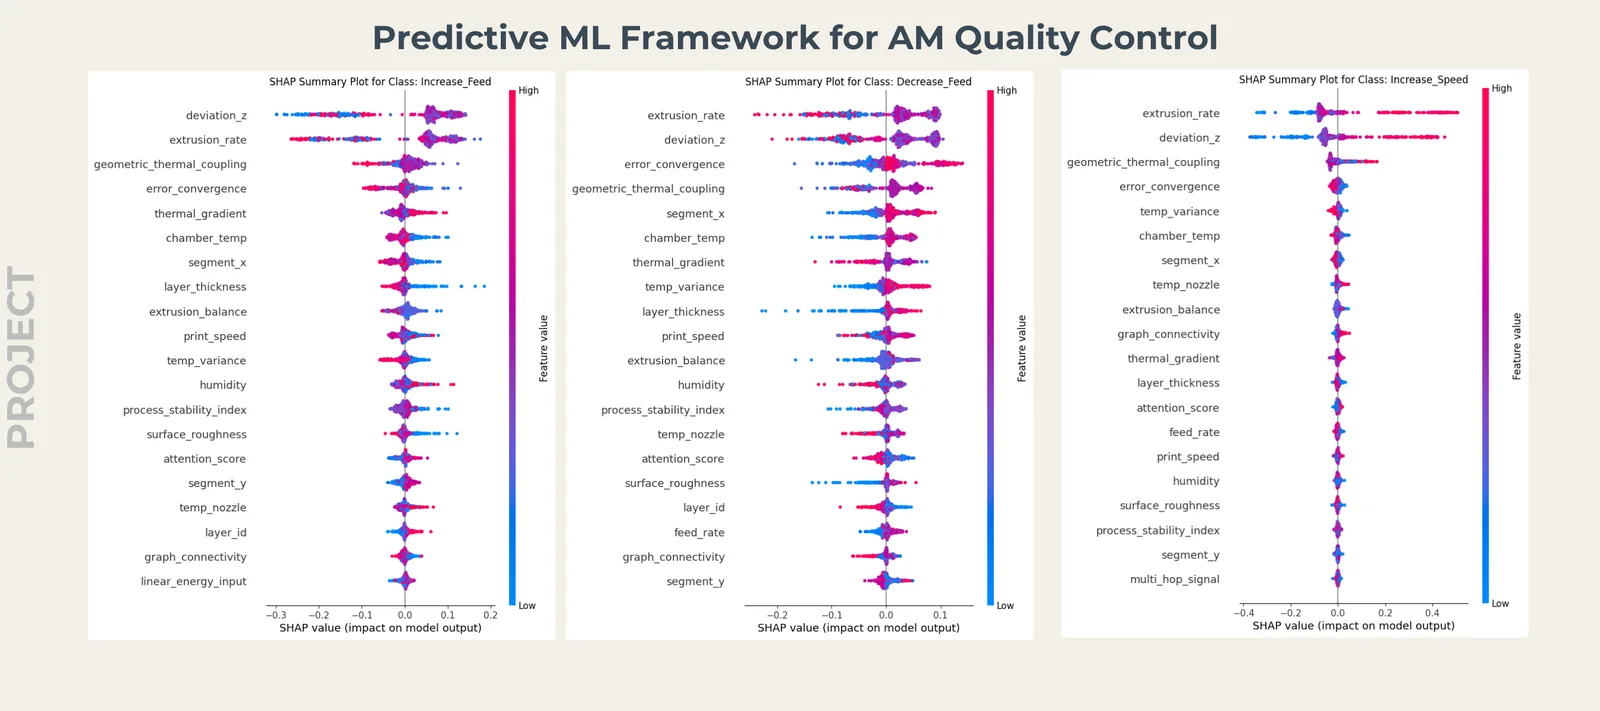 Predictive ML Framework for AM Quality Control
PROJECT
SHAP Summary Plot for Class: Increase_Feed
High
deviation_z
extrusion_rate
geometric_thermal_coupling
error_convergence
thermal_gradient
chamber_temp
segment_x
layer_thickness
extrusion_balance
print_speed
temp_variance
humidity
process_stability_index
surface_roughness
attention_score
segment_y
temp_nozzle
layer_id
graph_connectivity
linear_energy_input
Feature value
Low
−0.3 −0.2 −0.1 0.0 0.1 0.2
SHAP value (impact on model output)
SHAP Summary Plot for Class: Decrease_Feed
High
extrusion_rate
deviation_z
error_convergence
geometric_thermal_coupling
segment_x
chamber_temp
thermal_gradient
temp_variance
layer_thickness
print_speed
extrusion_balance
humidity
process_stability_index
temp_nozzle
attention_score
surface_roughness
layer_id
feed_rate
graph_connectivity
segment_y
Feature value
Low
−0.2 −0.1 0.0 0.1
SHAP value (impact on model output)
SHAP Summary Plot for Class: Increase_Speed
High
extrusion_rate
deviation_z
geometric_thermal_coupling
error_convergence
temp_variance
chamber_temp
segment_x
temp_nozzle
extrusion_balance
graph_connectivity
thermal_gradient
layer_thickness
attention_score
feed_rate
print_speed
humidity
surface_roughness
process_stability_index
segment_y
multi_hop_signal
Feature value
Low
−0.4 −0.2 0.0 0.2 0.4
SHAP value (impact on model output)